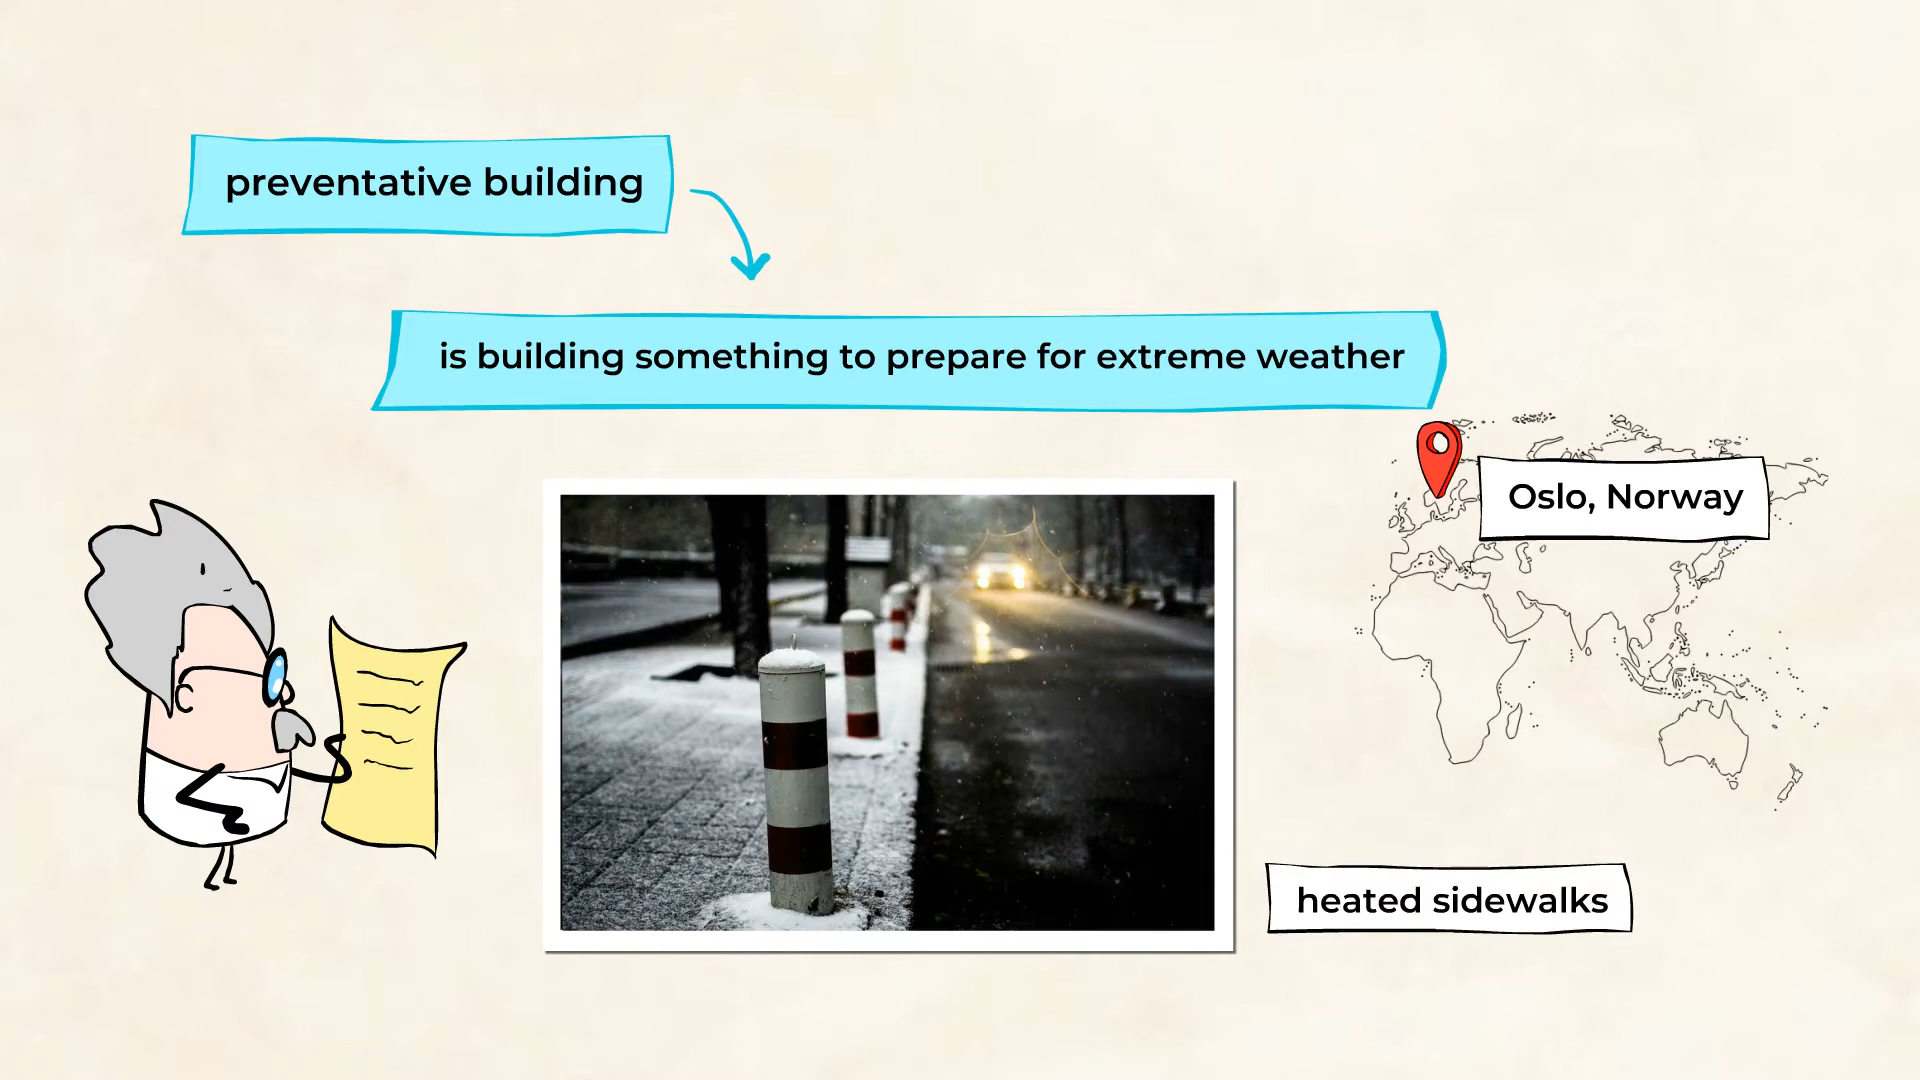 preventative building
is building something to prepare for extreme weather
Oslo, Norway
heated sidewalks